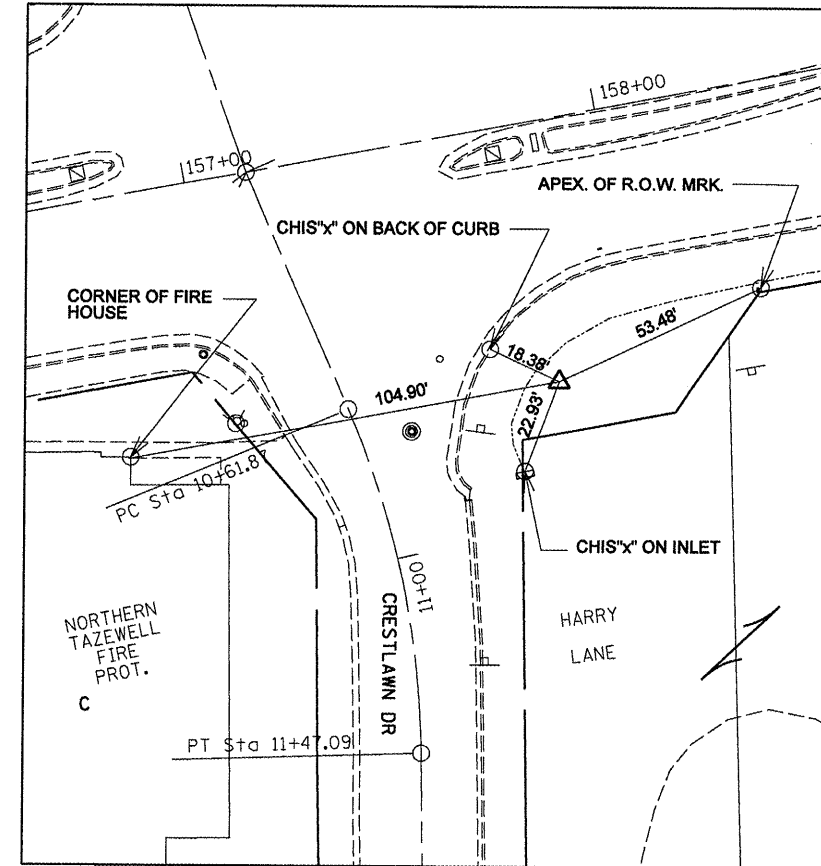 158+00
157+00
APEX. OF R.O.W. MRK.
CHIS"x" ON BACK OF CURB
CORNER OF FIRE
HOUSE
53.48'
18.38'
104.90'
22.93'
PC Sta 10+61.87
CHIS"x" ON INLET
11+00
NORTHERN
TAZEWELL
FIRE
PROT.
C
CRESTLAWN DR
HARRY
LANE
PT Sta 11+47.09